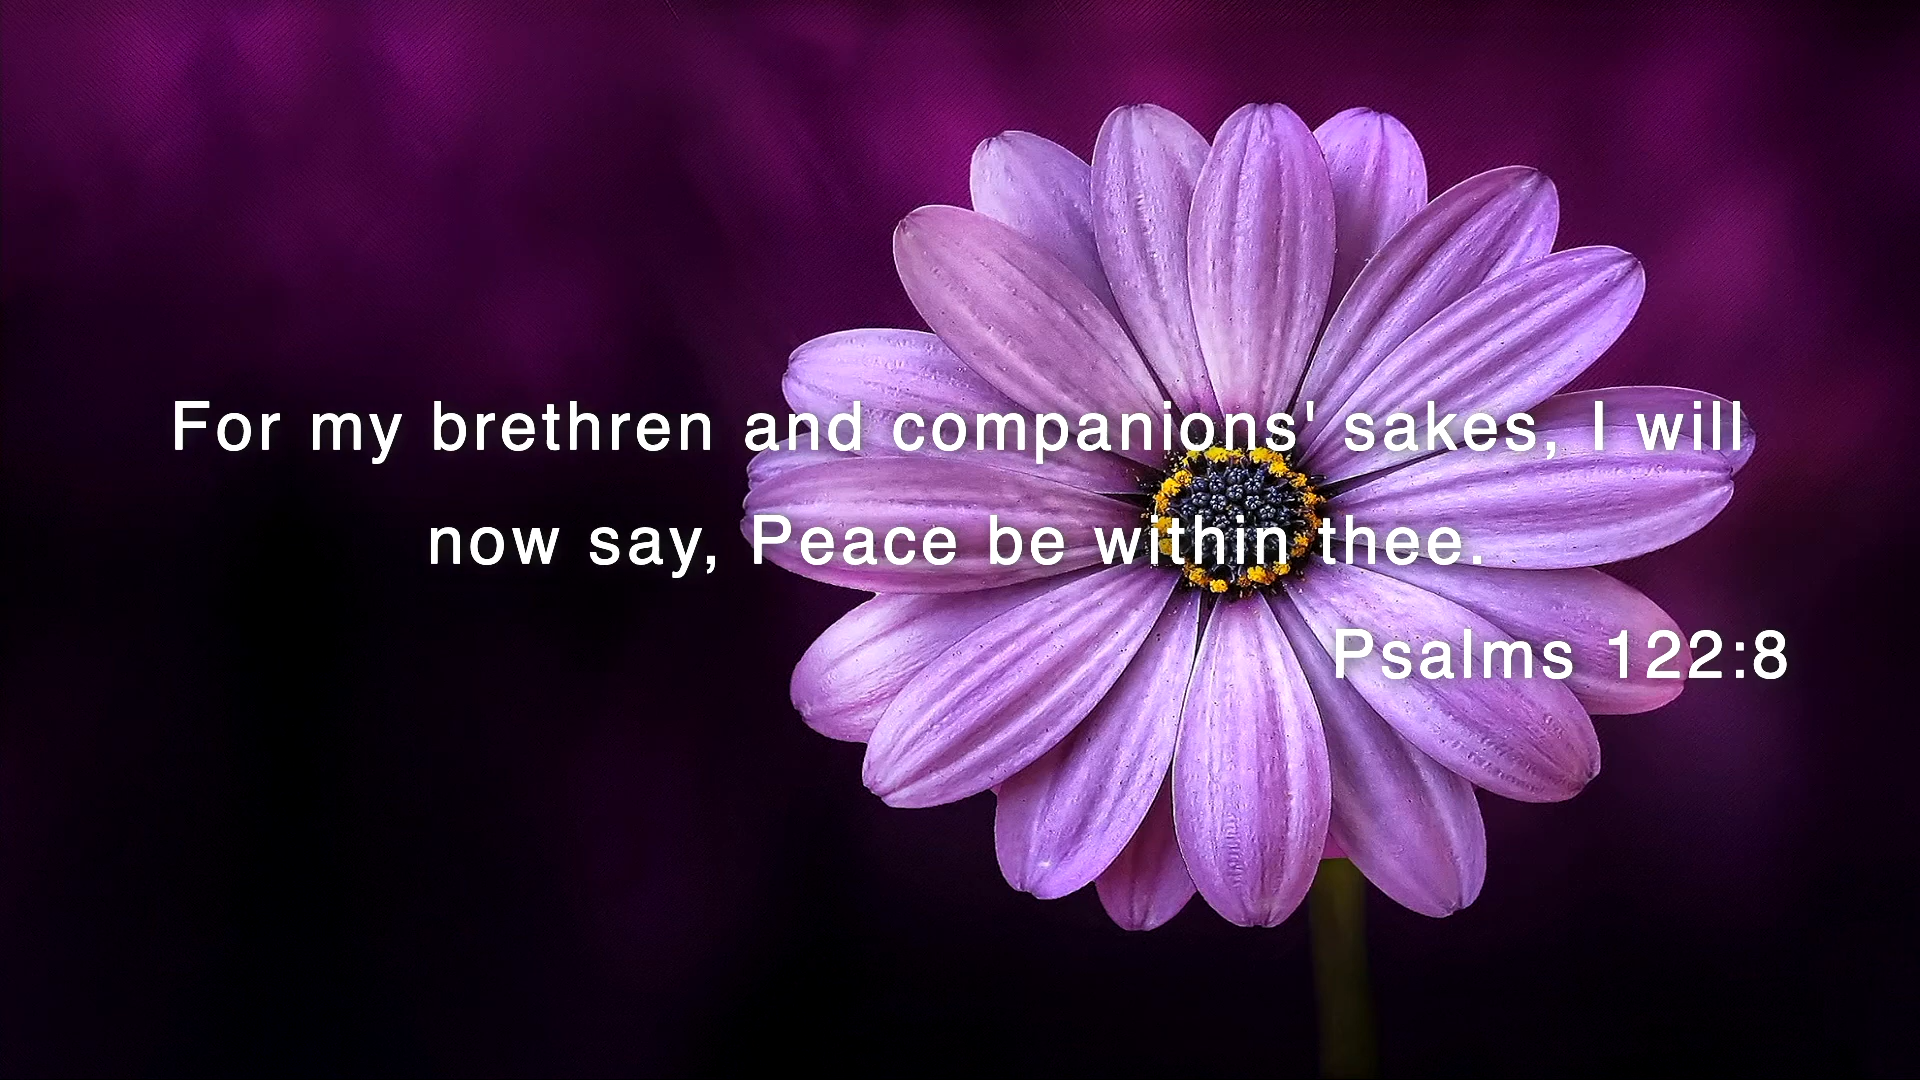 For my brethren and companions' sakes, I will
now say, Peace be within thee.
Psalms 122:8